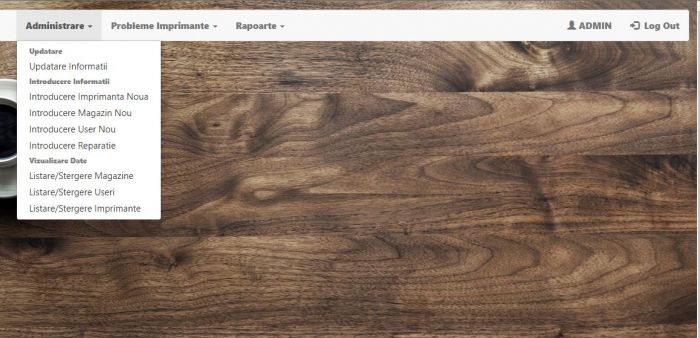 Administrare
Probleme Imprimante
Rapoarte
ADMIN
Log Out
Updatare
Updatare Informatii
Introducere Informatii
Introducere Imprimanta Noua
Introducere Magazin Nou
Introducere User Nou
Introducere Reparatie
Vizualizare Date
Listare/Stergere Magazine
Listare/Stergere Useri
Listare/Stergere Imprimante